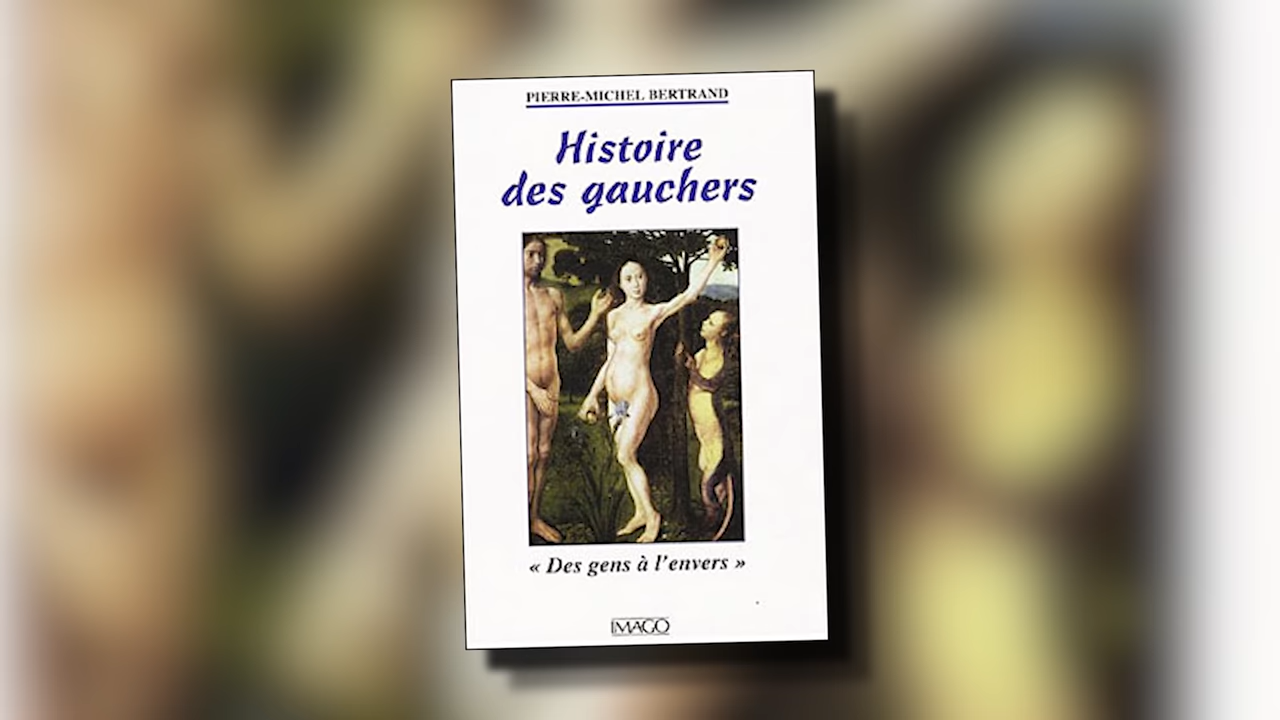 PIERRE-MICHEL BERTRAND
Histoire
des gauchers
« Des gens à l'envers »
IMAGO